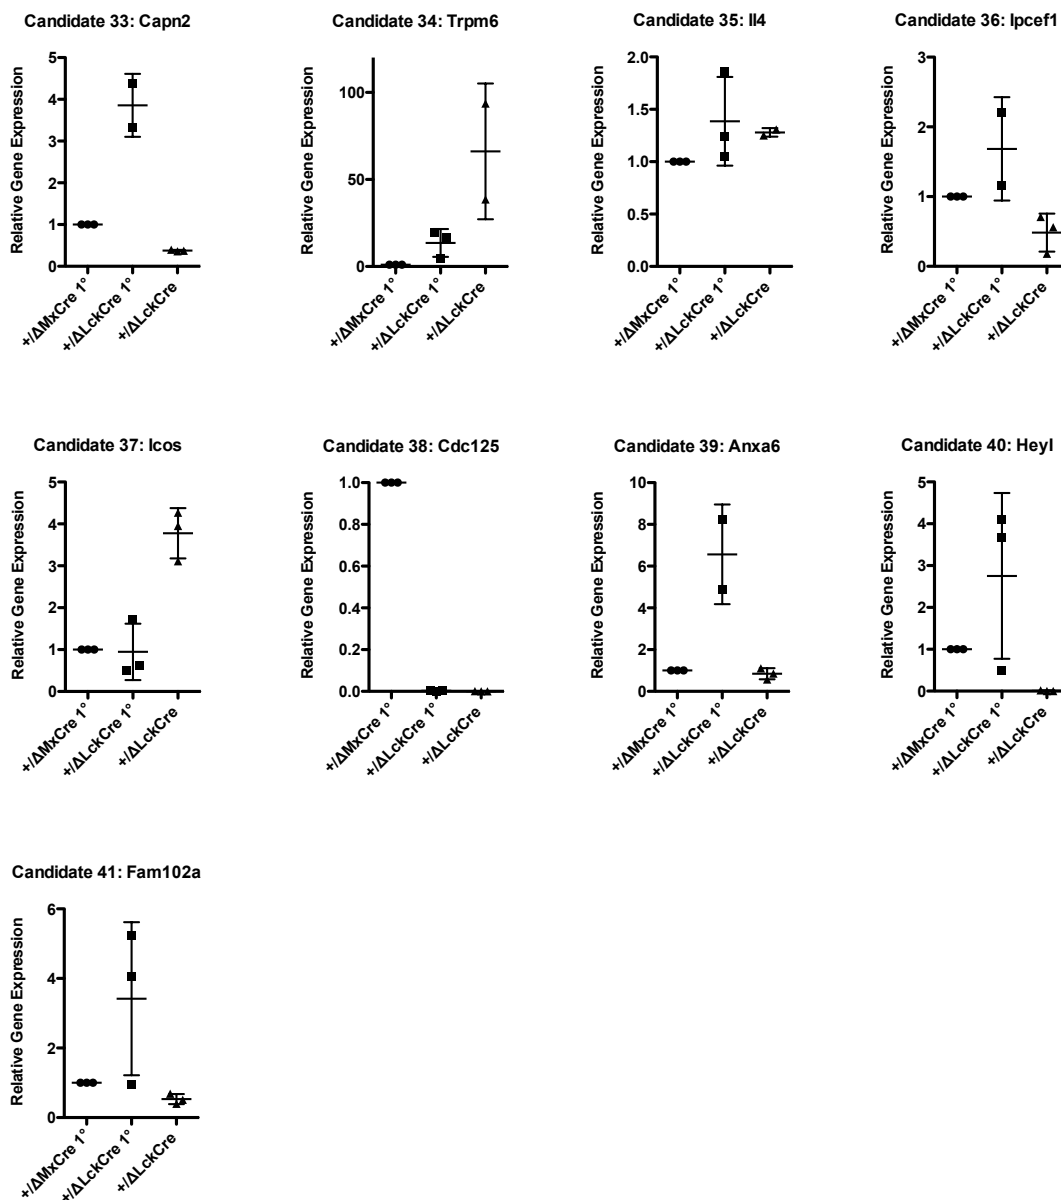 Candidate 33: Capn2
Relative Gene Expression
5
4
3
2
1
0
+/ΔMxCre 1°
+/ΔLckCre 1°
+/ΔLckCre
Candidate 34: Trpm6
Relative Gene Expression
100
50
0
+/ΔMxCre 1°
+/ΔLckCre 1°
+/ΔLckCre
Candidate 35: Il4
Relative Gene Expression
2.0
1.5
1.0
0.5
0.0
+/ΔMxCre 1°
+/ΔLckCre 1°
+/ΔLckCre
Candidate 36: Ipcef1
Relative Gene Expression
3
2
1
0
+/ΔMxCre 1°
+/ΔLckCre 1°
+/ΔLckCre
Candidate 37: Icos
Relative Gene Expression
5
4
3
2
1
0
+/ΔMxCre 1°
+/ΔLckCre 1°
+/ΔLckCre
Candidate 38: Cdc125
Relative Gene Expression
1.0
0.8
0.6
0.4
0.2
0.0
+/ΔMxCre 1°
+/ΔLckCre 1°
+/ΔLckCre
Candidate 39: Anxa6
Relative Gene Expression
10
8
6
4
2
0
+/ΔMxCre 1°
+/ΔLckCre 1°
+/ΔLckCre
Candidate 40: Heyl
Relative Gene Expression
5
4
3
2
1
0
+/ΔMxCre 1°
+/ΔLckCre 1°
+/ΔLckCre
Candidate 41: Fam102a
Relative Gene Expression
6
4
2
0
+/ΔMxCre 1°
+/ΔLckCre 1°
+/ΔLckCre